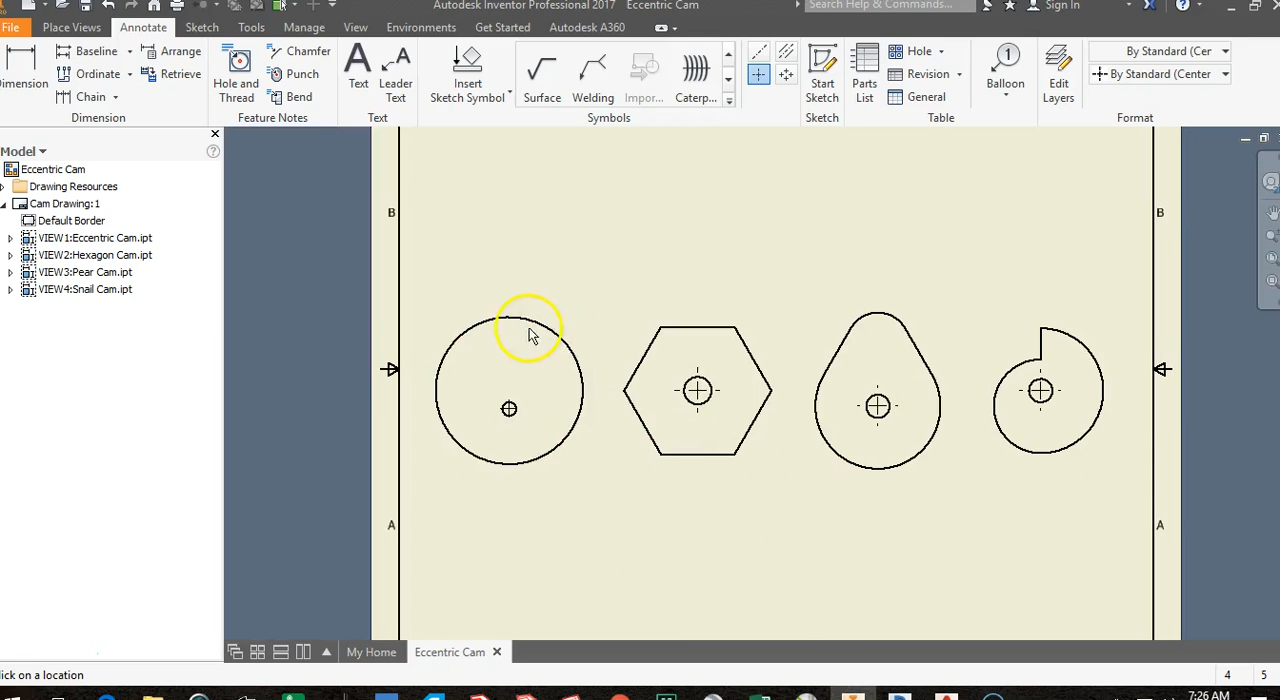 Autodesk Inventor Professional 2017 Eccentric Cam
Search Help & Commands...
Sign In
File Place Views Annotate Sketch Tools Manage View Environments Get Started Autodesk A360
Baseline Arrange
Ordinate Retrieve
Chain
Dimension
Hole and Thread
Chamfer
Punch
Bend
Feature Notes
Text
Leader Text
Text
Insert Sketch Symbol
Surface
Welding
Impor...
Caterp...
Symbols
Start Sketch
Sketch
Parts List
Hole
Revision
General
Table
Balloon
Edit Layers
By Standard (Cer
By Standard (Center
Format
Model
Eccentric Cam
Drawing Resources
Cam Drawing:1
Default Border
VIEW1:Eccentric Cam.ipt
VIEW2:Hexagon Cam.ipt
VIEW3:Pear Cam.ipt
VIEW4:Snail Cam.ipt
B B
A A
My Home Eccentric Cam
lick on a location
4 5
7:26 AM